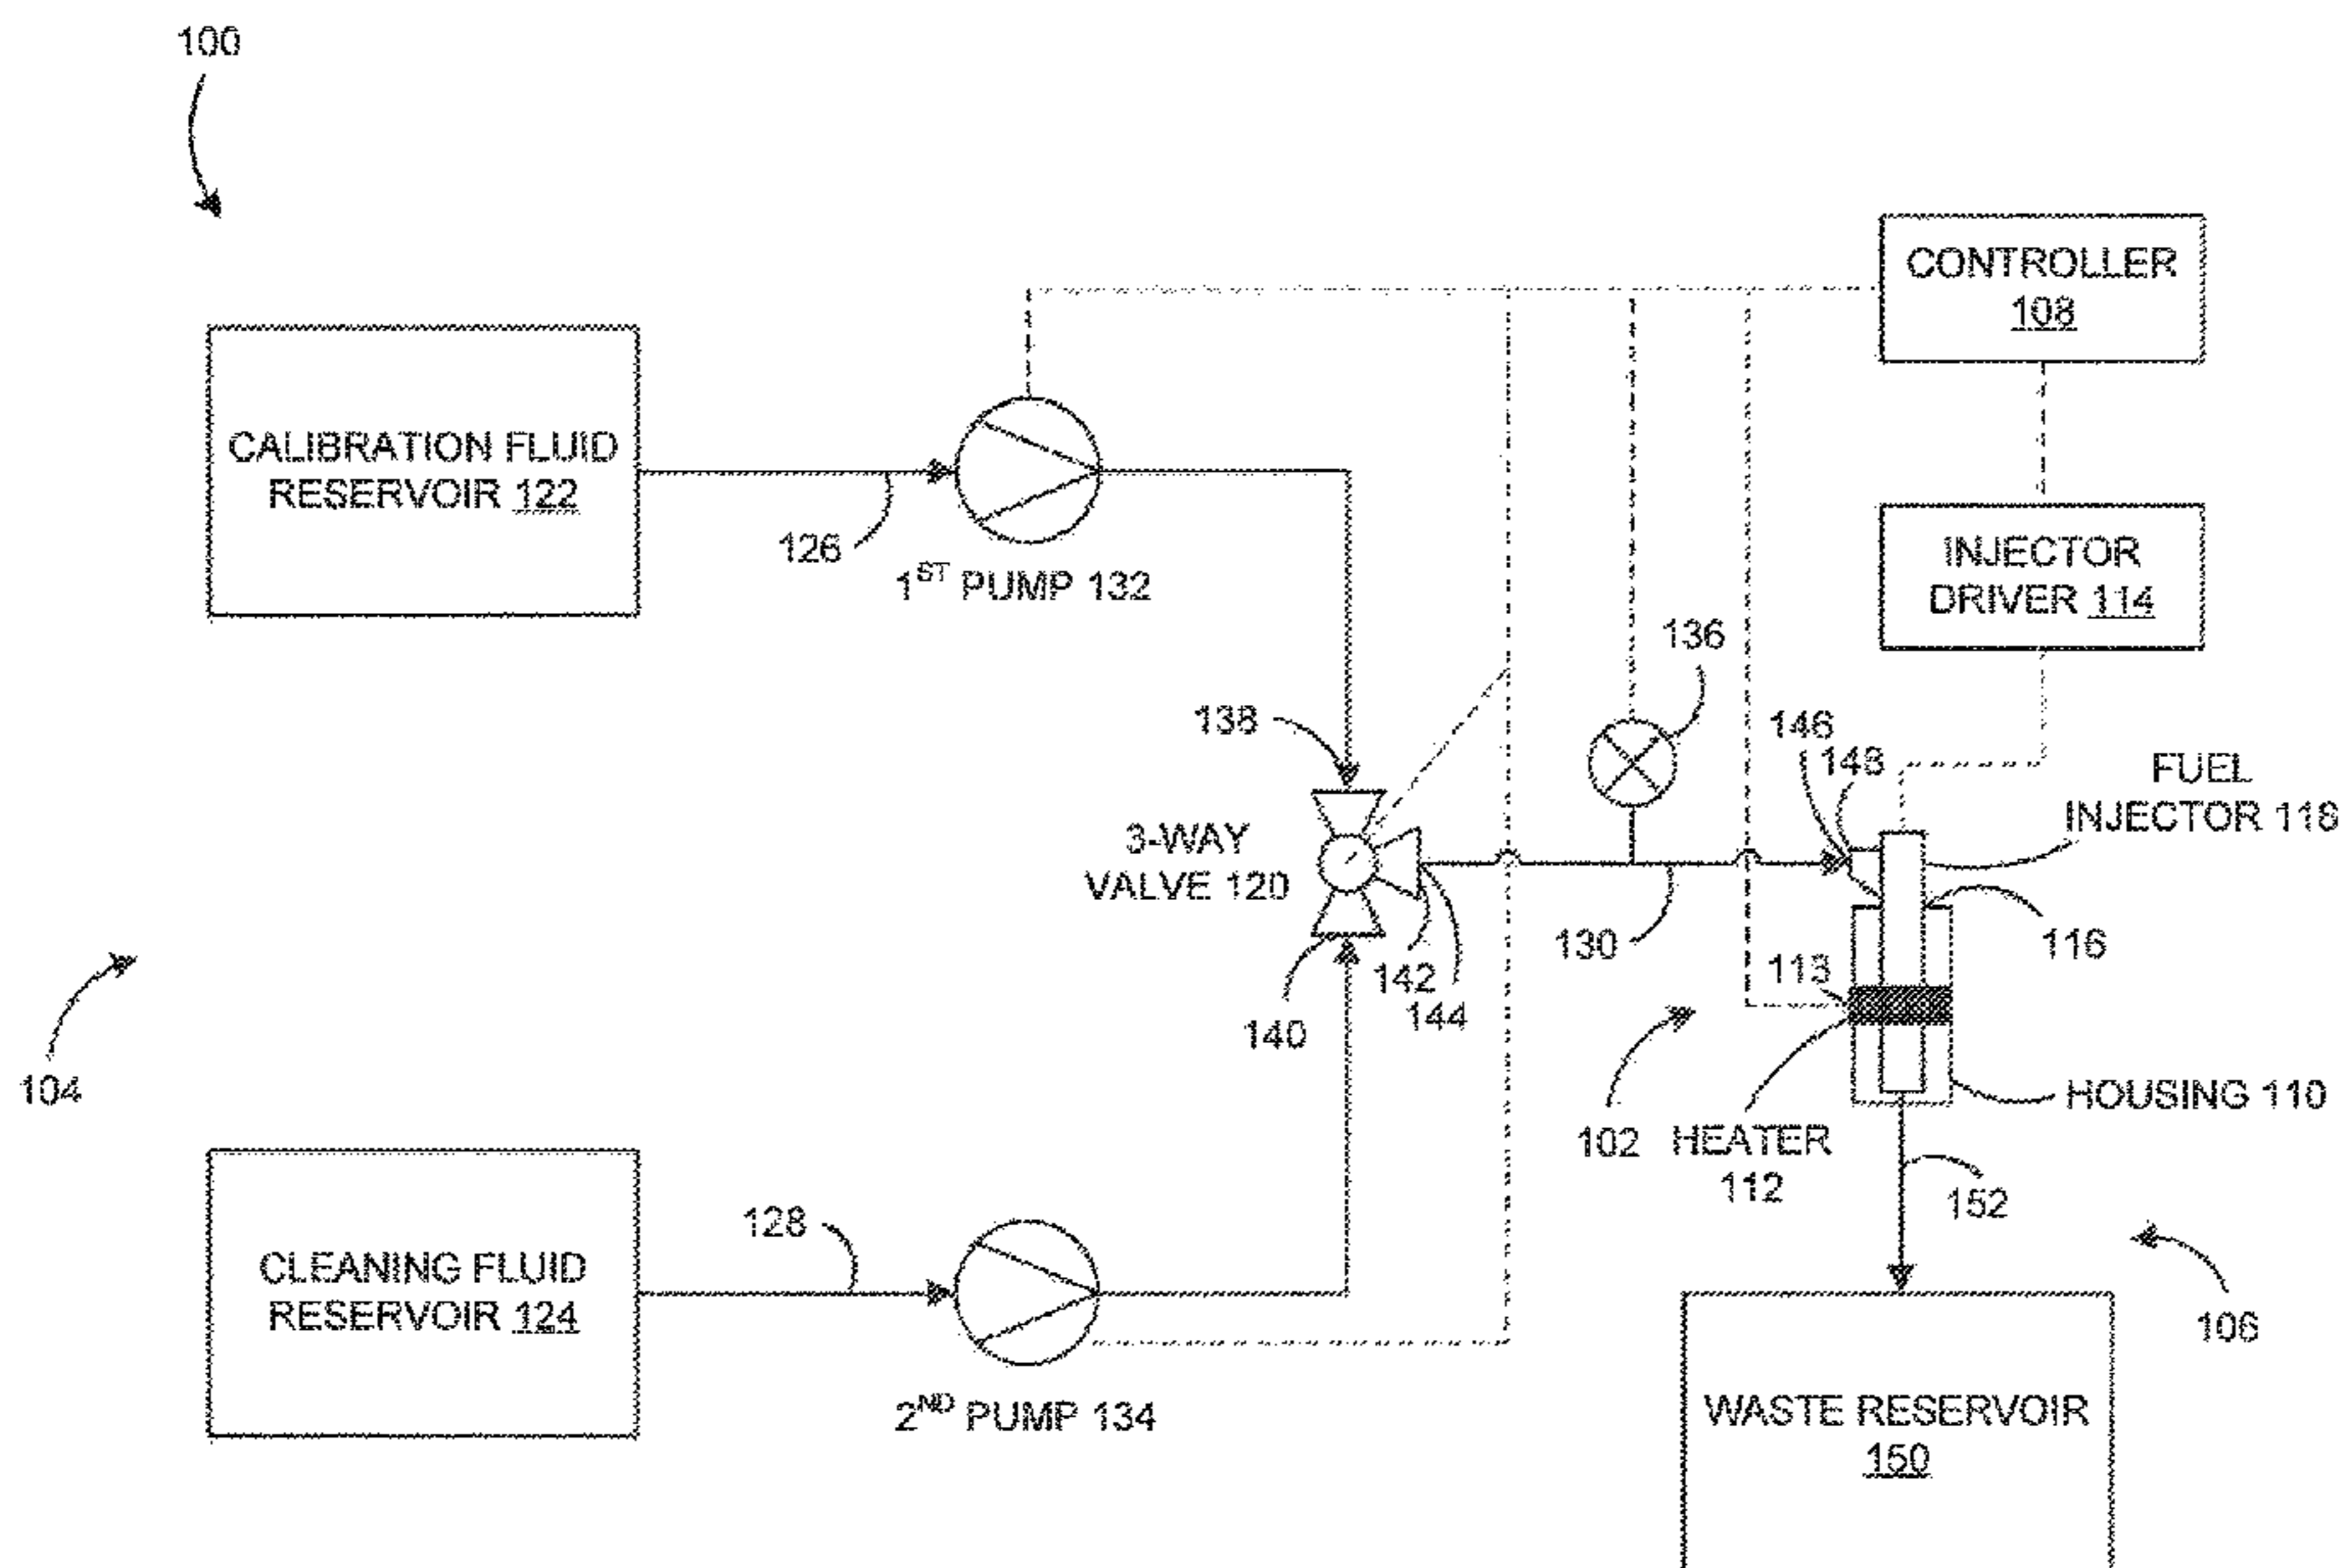 100
CONTROLLER
108
CALIBRATION FLUID
RESERVOIR 122
126
1ST PUMP 132
INJECTOR
DRIVER 114
136
138
146
148
FUEL
INJECTOR 118
3-WAY
VALVE 120
130
116
142
144
140
113
104
102
HEATER
112
HOUSING 110
152
128
CLEANING FLUID
RESERVOIR 124
2ND PUMP 134
106
WASTE RESERVOIR
150